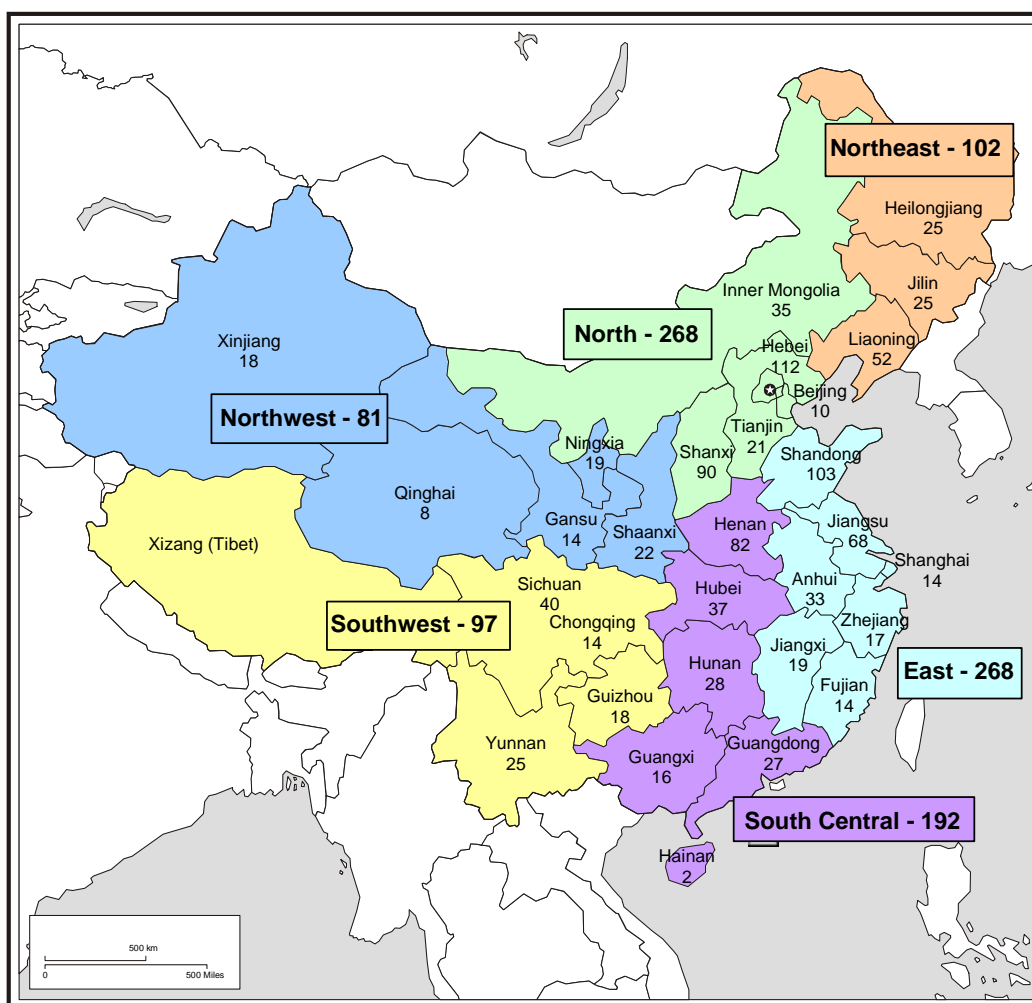 Northeast - 102
Heilongjiang
25
Jilin
25
Inner Mongolia
35
Liaoning
52
North - 268
Hebei
112
Xinjiang
18
Beijing
10
Northwest - 81
Tianjin
21
Ningxia
19
Shanxi
90
Shandong
103
Qinghai
8
Gansu
14
Shaanxi
22
Henan
82
Jiangsu
68
Xizang (Tibet)
Shanghai
14
Sichuan
40
Hubei
37
Anhui
33
Southwest - 97
Chongqing
14
Zhejiang
17
Jiangxi
19
Hunan
28
East - 268
Guizhou
18
Fujian
14
Yunnan
25
Guangxi
16
Guangdong
27
South Central - 192
Hainan
2
500 km
0
500 Miles